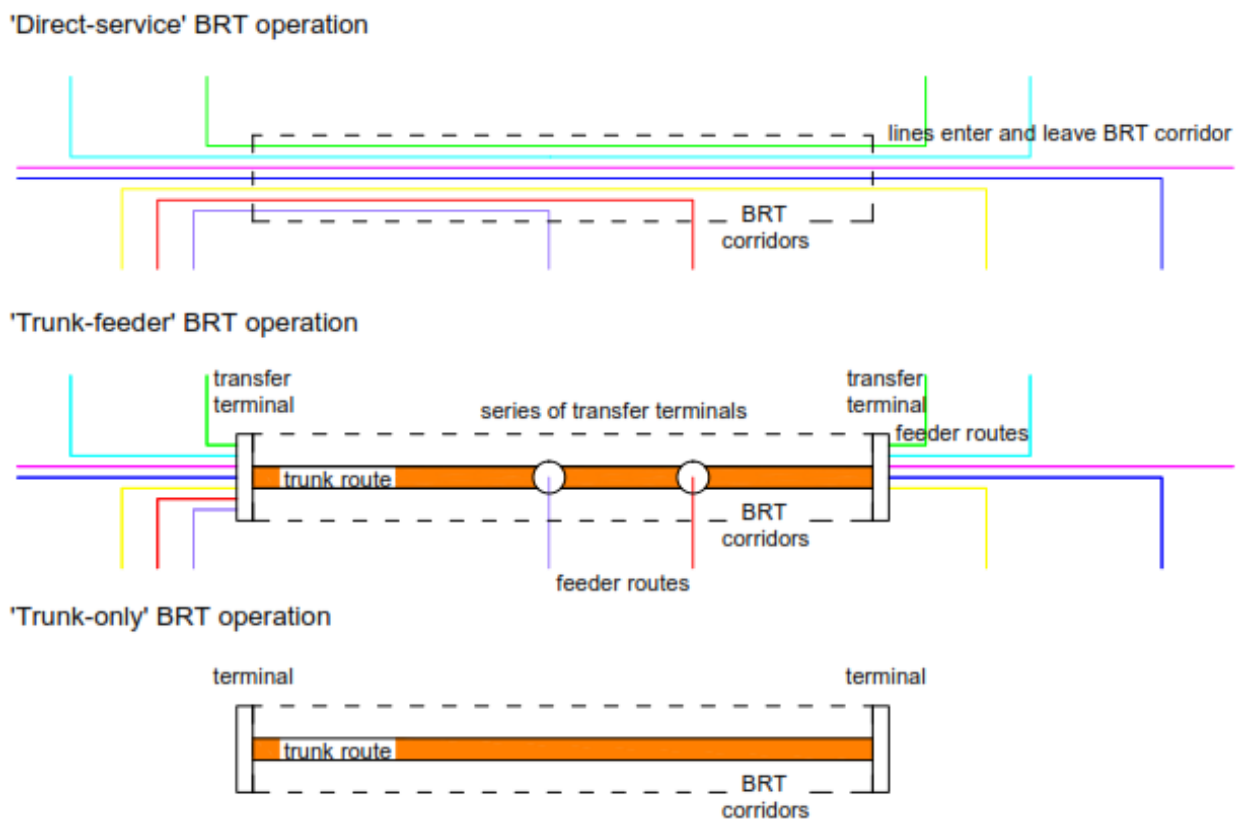 'Direct-service' BRT operation
lines enter and leave BRT corridor
BRT
corridors
'Trunk-feeder' BRT operation
transfer
terminal
series of transfer terminals
transfer
terminal
feeder routes
trunk route
BRT
corridors
feeder routes
'Trunk-only' BRT operation
terminal
terminal
trunk route
BRT
corridors